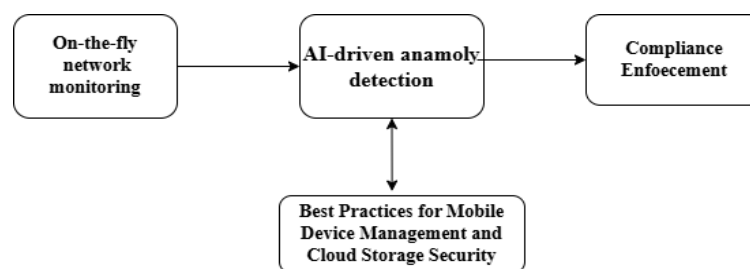 On-the-fly
network
monitoring
AI-driven anamoly
detection
Compliance
Enfoecement
Best Practices for Mobile
Device Management and
Cloud Storage Security